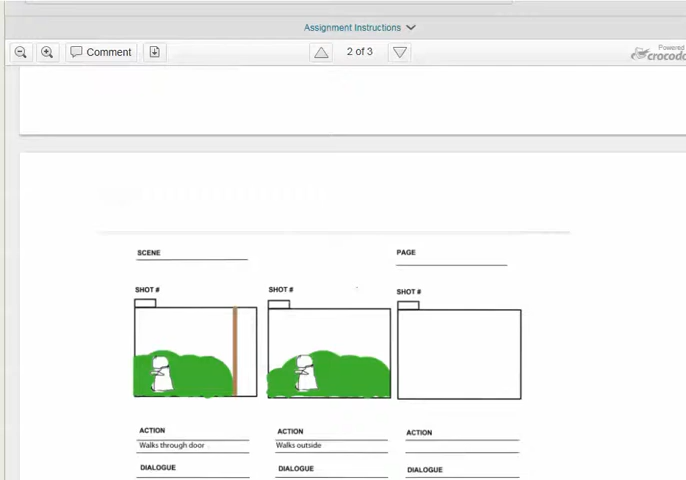 Assignment Instructions
Comment 2 of 3 Powered
crocodo
SCENE PAGE
SHOT # SHOT # SHOT #
ACTION ACTION ACTION
Walks through door Walks outside
DIALOGUE DIALOGUE DIALOGUE